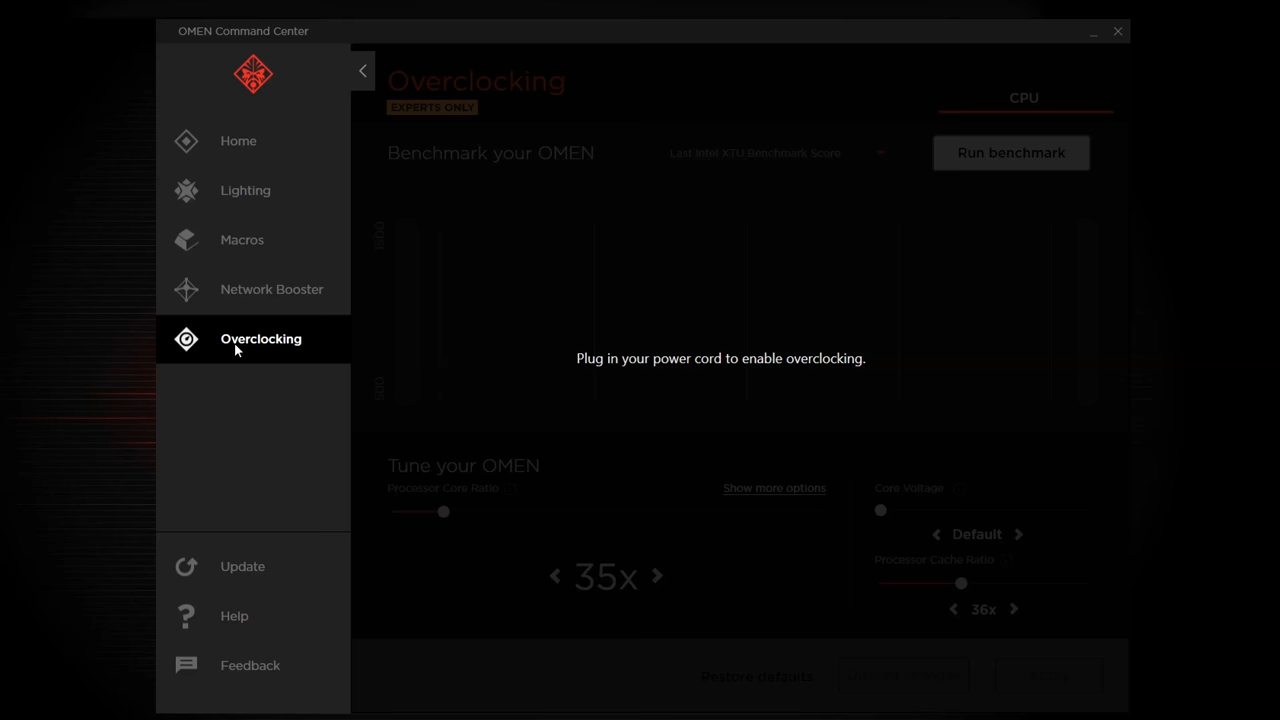 OMEN Command Center
Home
Lighting
Macros
Network Booster
Overclocking
Update
Help
Feedback
Overclocking
EXPERTS ONLY
CPU
Benchmark your OMEN
Last Intel XTU Benchmark Score
Run benchmark
1500
500
Plug in your power cord to enable overclocking.
Tune your OMEN
Processor Core Ratio
Show more options
35x
Core Voltage
Default
Processor Cache Ratio
36x
Restore defaults